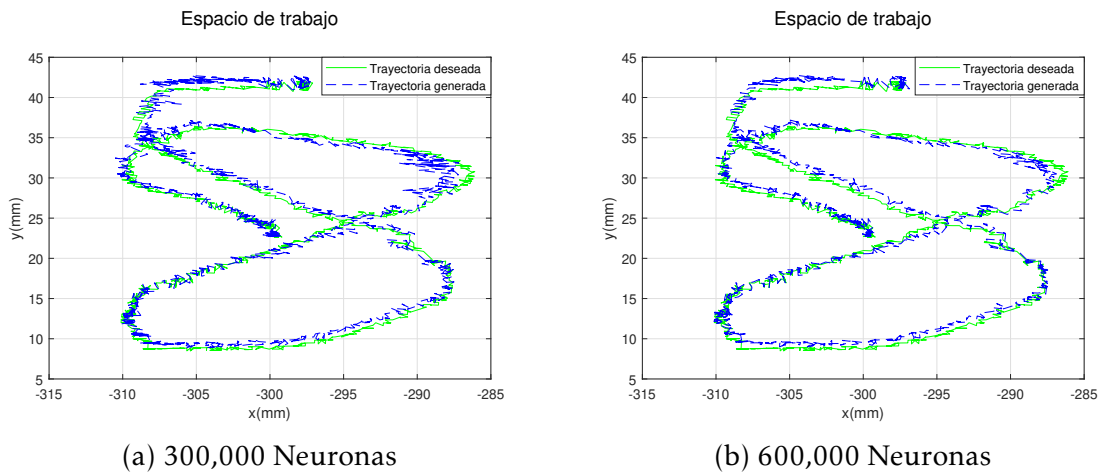 Espacio de trabajo
45
40
35
30
25
20
15
10
5
y(mm)
-315 -310 -305 -300 -295 -290 -285
x(mm)
Trayectoria deseada
Trayectoria generada
(a) 300,000 Neuronas
Espacio de trabajo
45
40
35
30
25
20
15
10
5
y(mm)
-315 -310 -305 -300 -295 -290 -285
x(mm)
Trayectoria deseada
Trayectoria generada
(b) 600,000 Neuronas